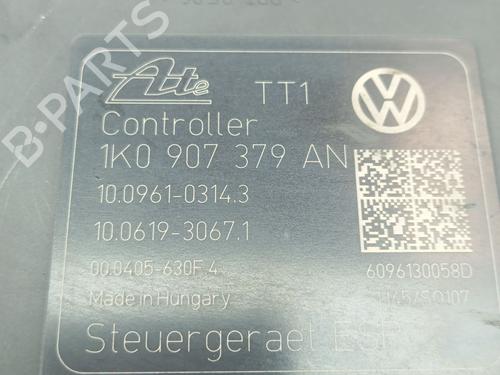 Ate TT1
Controller
1K0 907 379 AN
10.0961-0314.3
10.0619-3067.1
00.0405-630F.4 6096130058D
Made in Hungary
Steuergeraet ESP
B-PARTS